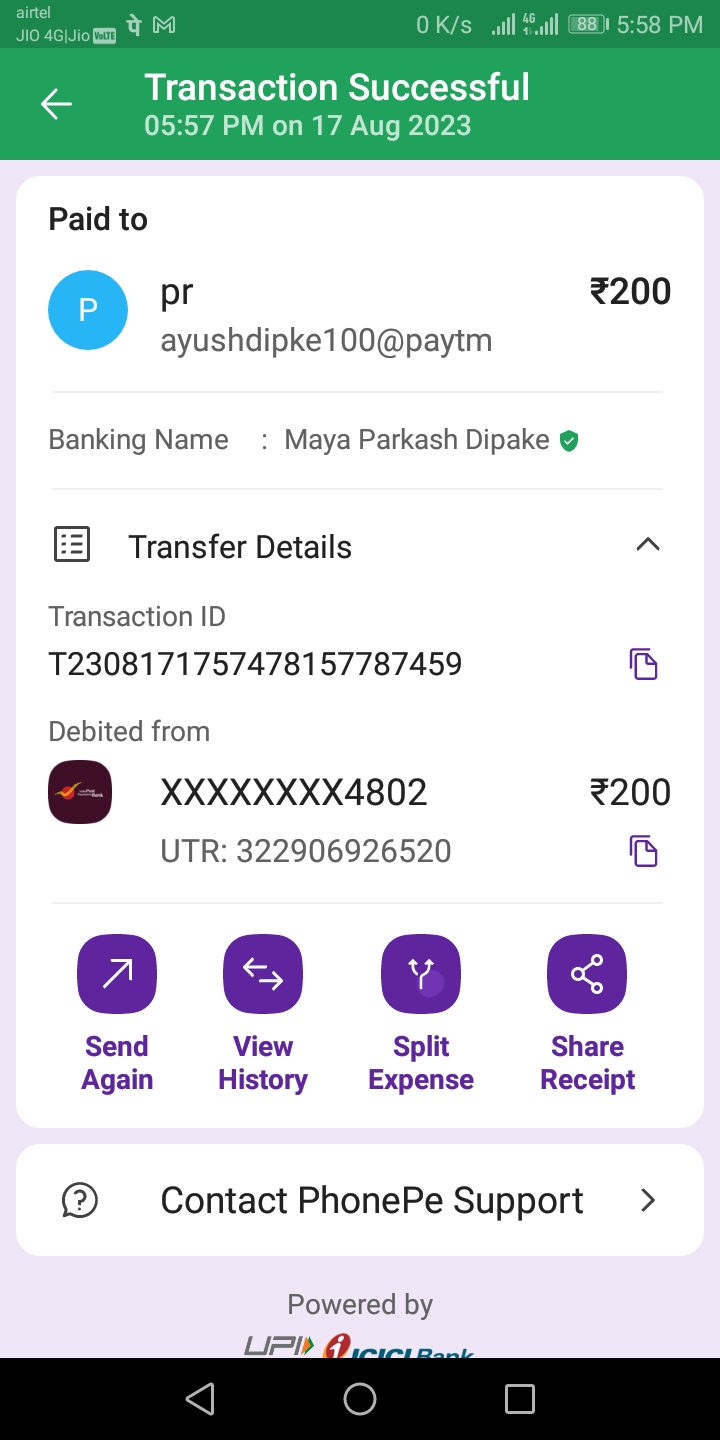 airtel
JIO 4G|Jio VoLTE पे M 0 K/s 4G 88 5:58 PM
Transaction Successful
05:57 PM on 17 Aug 2023
Paid to
P pr ₹200
ayushdipke100@paytm
Banking Name : Maya Parkash Dipake
Transfer Details
Transaction ID
T2308171757478157787459
Debited from
XXXXXXXX4802 ₹200
UTR: 322906926520
Send Again
View History
Split Expense
Share Receipt
Contact PhonePe Support
Powered by
UPI ICICI Bank